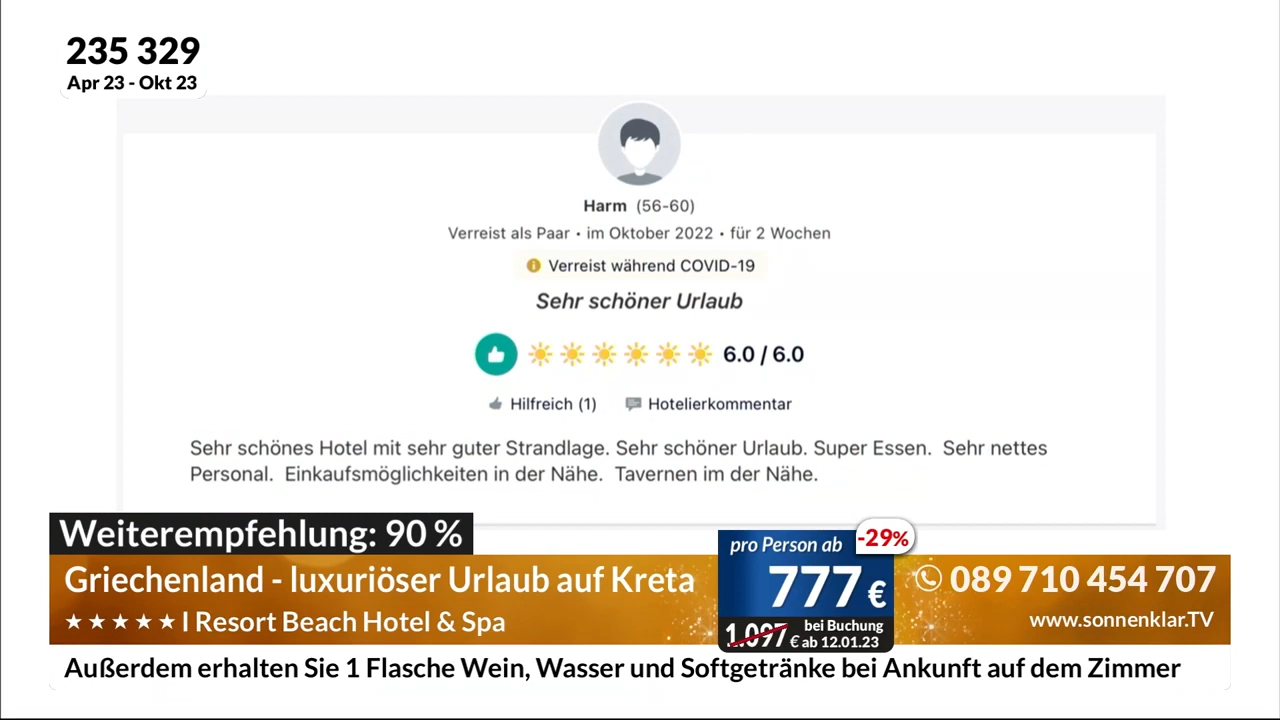 235 329
Apr 23 - Okt 23
Harm (56-60)
Verreist als Paar • im Oktober 2022 • für 2 Wochen
Verreist während COVID-19
Sehr schöner Urlaub
6.0 / 6.0
Hilfreich (1) Hotelierkommentar
Sehr schönes Hotel mit sehr guter Strandlage. Sehr schöner Urlaub. Super Essen. Sehr nettes
Personal. Einkaufsmöglichkeiten in der Nähe. Tavernen im der Nähe.
Weiterempfehlung: 90 %
Griechenland - luxuriöser Urlaub auf Kreta
★★★★★ I Resort Beach Hotel & Spa
pro Person ab
-29%
777 €
1.097 € bei Buchung
ab 12.01.23
089 710 454 707
www.sonnenklar.TV
Außerdem erhalten Sie 1 Flasche Wein, Wasser und Softgetränke bei Ankunft auf dem Zimmer